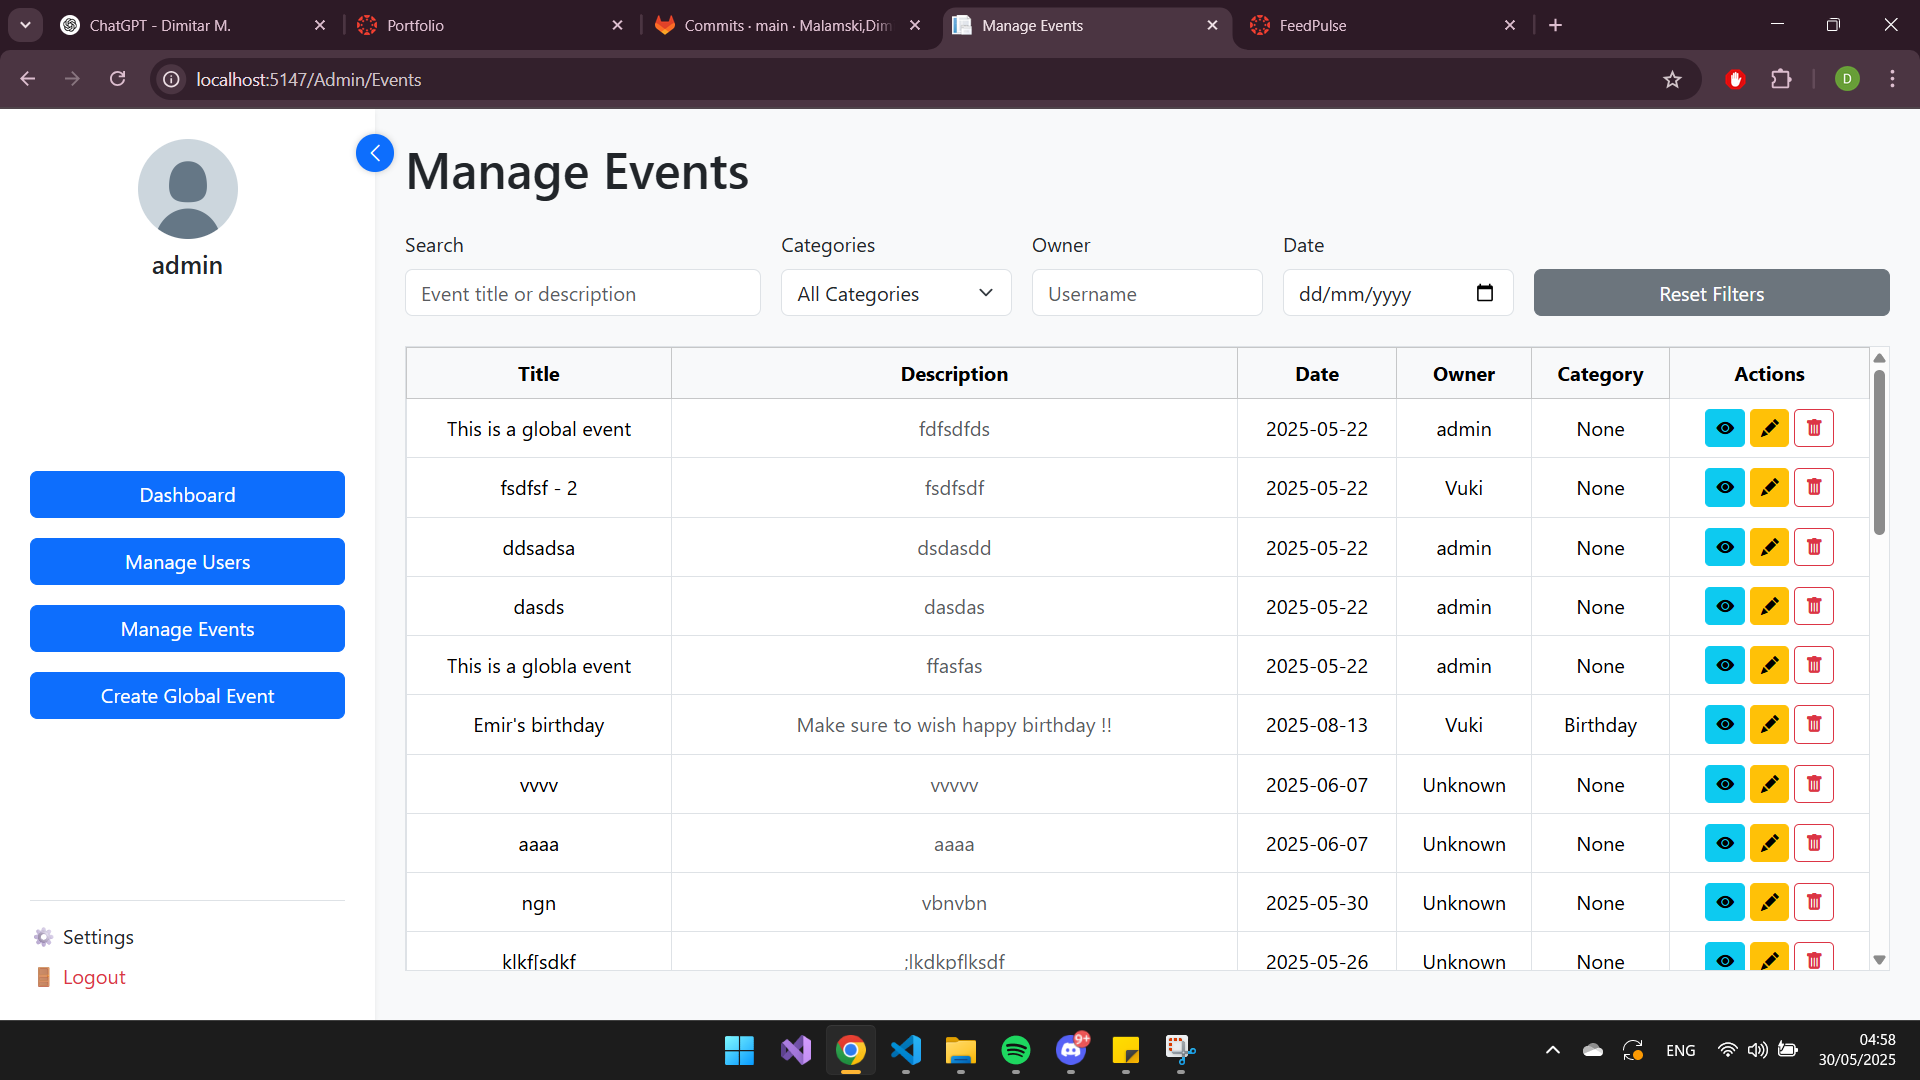 ChatGPT - Dimitar M.
Portfolio
Commits · main · Malamski,Dim
Manage Events
FeedPulse
localhost:5147/Admin/Events
D
admin
Dashboard
Manage Users
Manage Events
Create Global Event
Settings
Logout
Manage Events
Search Categories Owner Date
Event title or description All Categories Username dd/mm/yyyy Reset Filters
Title Description Date Owner Category Actions
This is a global event fdfsdfds 2025-05-22 admin None
fsdfsf - 2 fsdfsdf 2025-05-22 Vuki None
ddsadsa dsdasdd 2025-05-22 admin None
dasds dasdas 2025-05-22 admin None
This is a globla event ffasfas 2025-05-22 admin None
Emir's birthday Make sure to wish happy birthday !! 2025-08-13 Vuki Birthday
vvvv vvvvv 2025-06-07 Unknown None
aaaa aaaa 2025-06-07 Unknown None
ngn vbnvbn 2025-05-30 Unknown None
2025-05-26 Unknown None
9+
ENG
04:58
30/05/2025